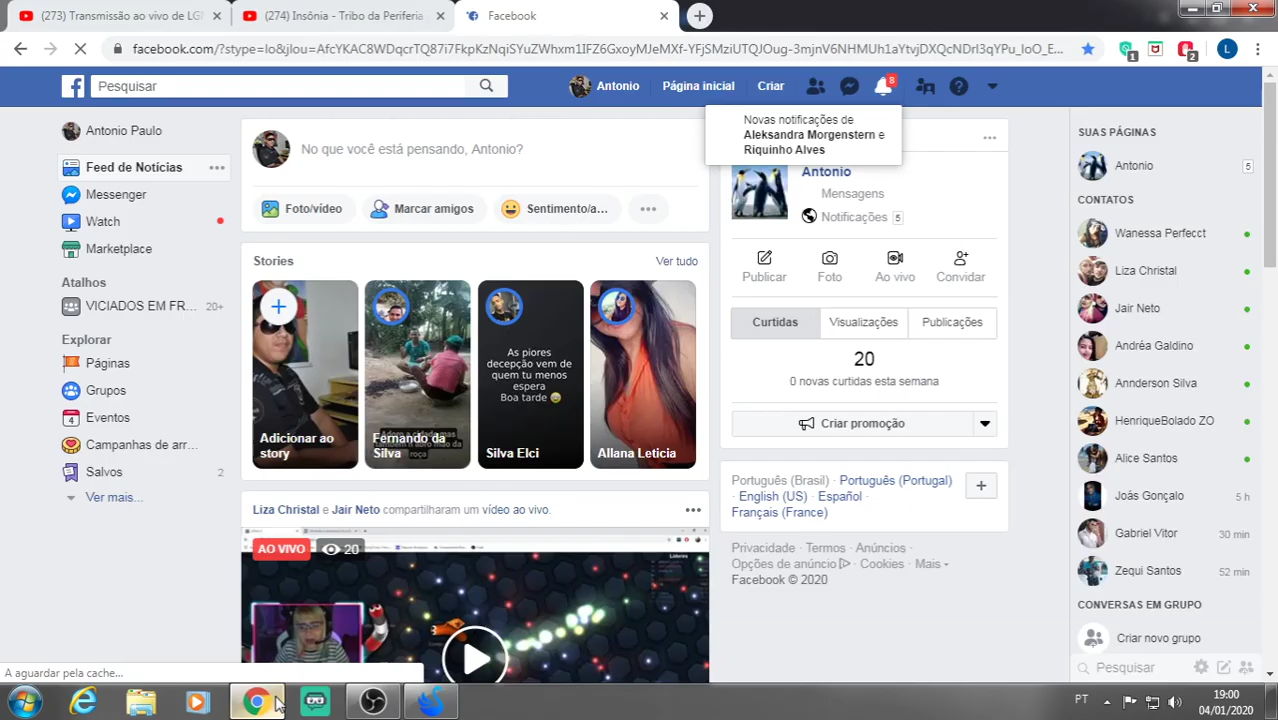 (273) Transmissão ao vivo de LGN
(274) Insônia - Tribo da Periferia
Facebook
facebook.com/?stype=lo&jlou=AfcYKAC8WDqcrTQ87i7FkpKzNqiSYuZWhxm1IFZ6GxoyMJeMXf-YFjSMziUTQJOug-3mjnV6NHMUh1aYtvjDXQcNDrl3qYPu_IoO_E...
1
2
L
Pesquisar
Antonio
Página inicial
Criar
8
Novas notificações de
Aleksandra Morgenstern e
Riquinho Alves
Antonio Paulo
Feed de Notícias
Messenger
Watch
Marketplace
Atalhos
VICIADOS EM FR... 20+
Explorar
Páginas
Grupos
4 Eventos
Campanhas de arr...
Salvos 2
Ver mais...
No que você está pensando, Antonio?
Foto/vídeo
Marcar amigos
Sentimento/a...
Stories
Ver tudo
As piores
decepção vem de
quem tu menos
espera
Boa tarde
Adicionar ao
story
Fernando da
Silva
Silva Elci
Allana Leticia
Liza Christal e Jair Neto compartilharam um vídeo ao vivo.
AO VIVO
20
Antonio
Mensagens
Notificações 5
Publicar
Foto
Ao vivo
Convidar
Curtidas
Visualizações
Publicações
20
0 novas curtidas esta semana
Criar promoção
Português (Brasil) · Português (Portugal)
· English (US) · Español ·
Français (France)
Privacidade · Termos · Anúncios ·
Opções de anúncio · Cookies · Mais
Facebook © 2020
SUAS PÁGINAS
Antonio 5
CONTATOS
Wanessa Perfecct
Liza Christal
Jair Neto
Andréa Galdino
Annderson Silva
HenriqueBolado ZO
Alice Santos
Joás Gonçalo 5 h
Gabriel Vitor 30 min
Zequi Santos 52 min
CONVERSAS EM GRUPO
Criar novo grupo
Pesquisar
A aguardar pela cache...
PT
19:00
04/01/2020